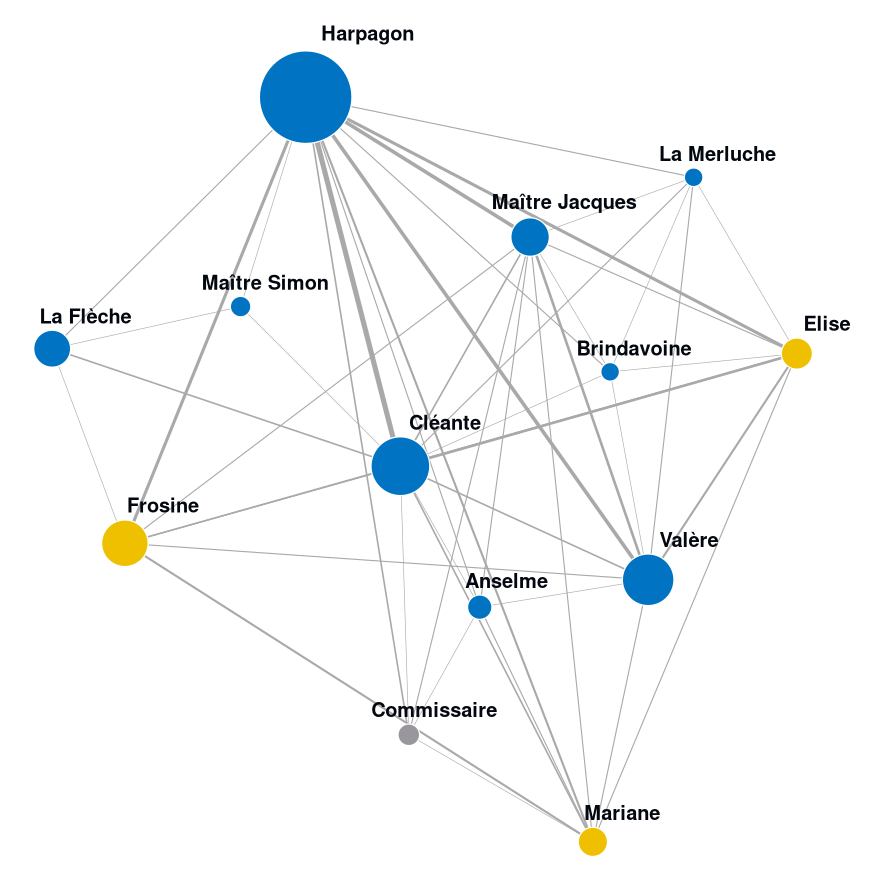 Harpagon
La Merluche
Maître Jacques
Maître Simon
La Flèche
Elise
Brindavoine
Cléante
Frosine
Valère
Anselme
Commissaire
Mariane